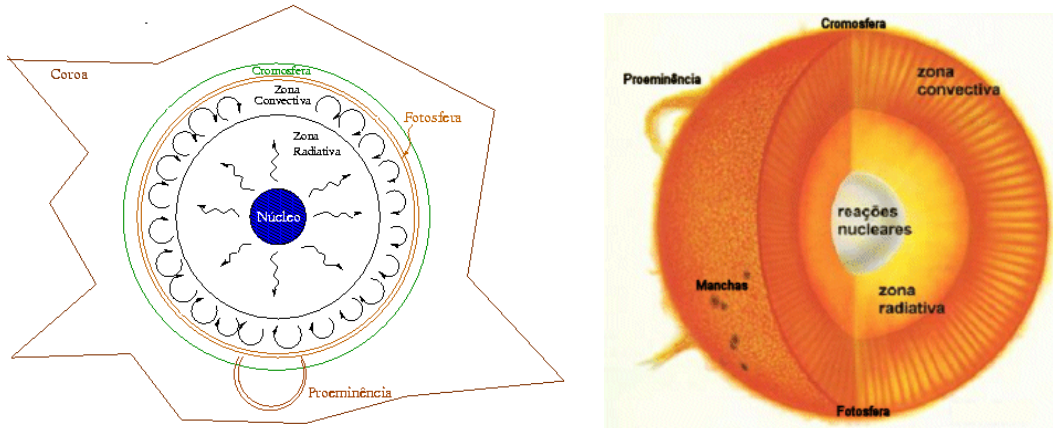 Coroa
Cromosfera
Zona
Convectiva
Fotosfera
Zona
Radiativa
Núcleo
Proeminência
Cromosfera
Proeminência
zona
convectiva
reações
nucleares
Manchas
zona
radiativa
Fotosfera